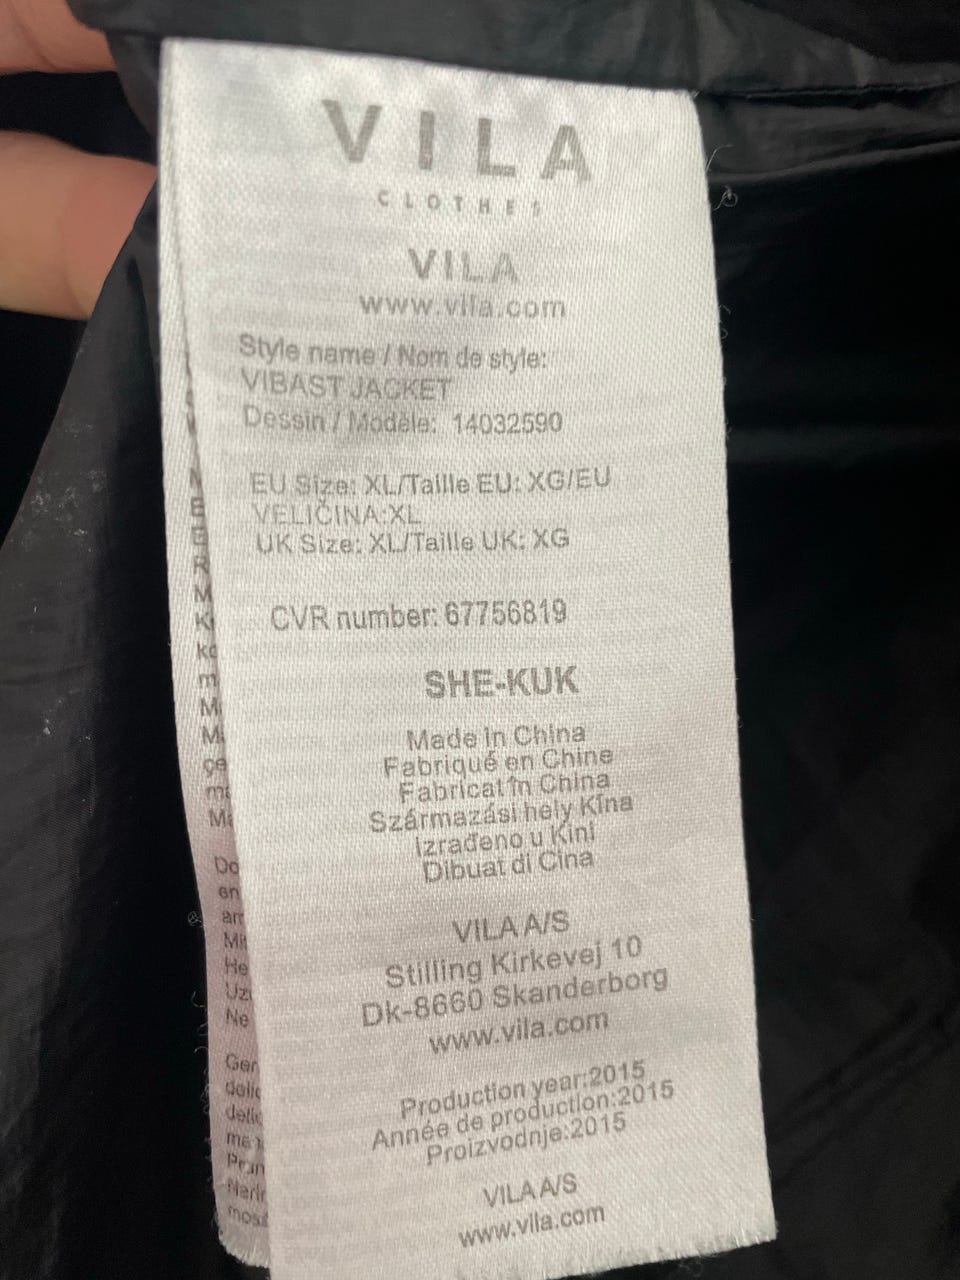 VILA
CLOTHES
VILA
www.vila.com
Style name / Nom de style:
VIBAST JACKET
Dessin / Modèle: 14032590
EU Size: XL/Taille EU: XG/EU
VELIČINA:XL
UK Size: XL/Taille UK: XG
CVR number: 67756819
SHE-KUK
Made in China
Fabriqué en Chine
Fabricat în China
Származási hely Kína
Izrađeno u Kini
Dibuat di Cina
VILA A/S
Stilling Kirkevej 10
Dk-8660 Skanderborg
www.vila.com
Production year:2015
Année de production:2015
Proizvodnje:2015
VILA A/S
www.vila.com